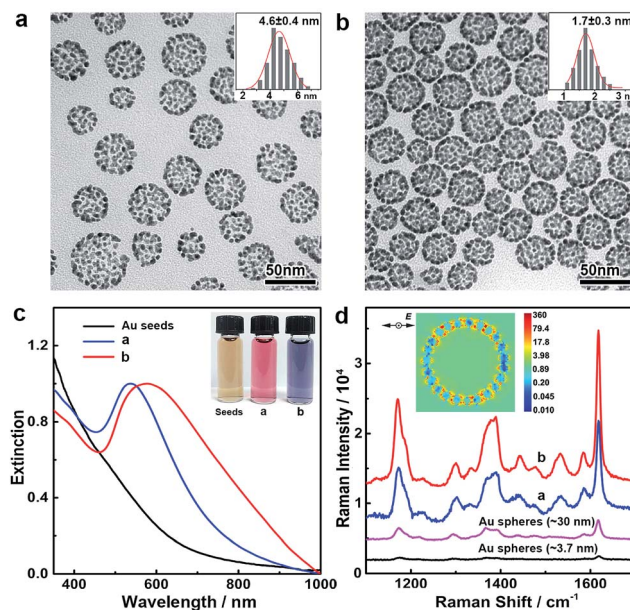 a
4.6±0.4 nm
2 4 6 nm
50nm
b
1.7±0.3 nm
1 2 3 nm
50nm
c
Au seeds
a
b
Seeds a b
1.2
0.8
0.4
0.0
Extinction
400 600 800 1000
Wavelength / nm
d
E
360
79.4
17.4
3.80
0.90
0.20
0.045
0.010
b
a
Au spheres (~30 nm)
Au spheres (~3.7 nm)
3
2
1
0
Raman Intensity / 10⁴
1200 1400 1600
Raman Shift / cm⁻¹